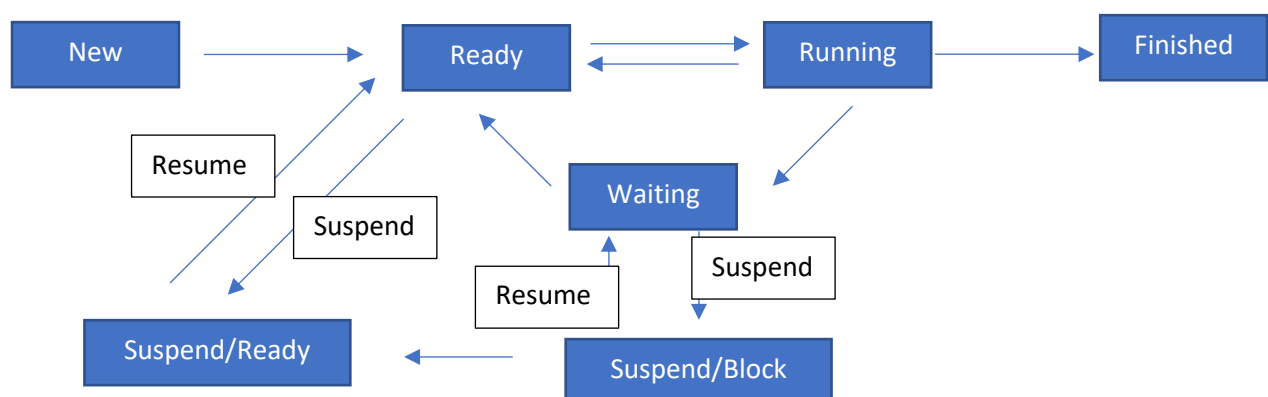 New
Ready
Running
Finished
Resume
Suspend
Waiting
Suspend
Resume
Suspend/Ready
Suspend/Block